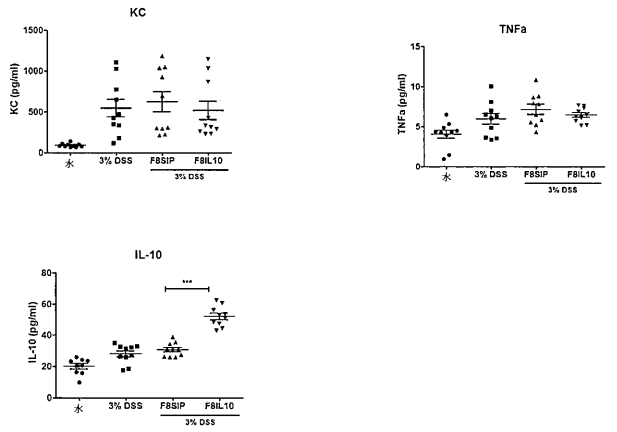 KC
1500
1000
500
0
KC (pg/ml)
水
3% DSS
F8SIP
F8IL10
3% DSS
TNFa
15
10
5
0
TNFa (pg/ml)
水
3% DSS
F8SIP
F8IL10
3% DSS
IL-10
80
60
40
20
0
IL-10 (pg/ml)
***
水
3% DSS
F8SIP
F8IL10
3% DSS